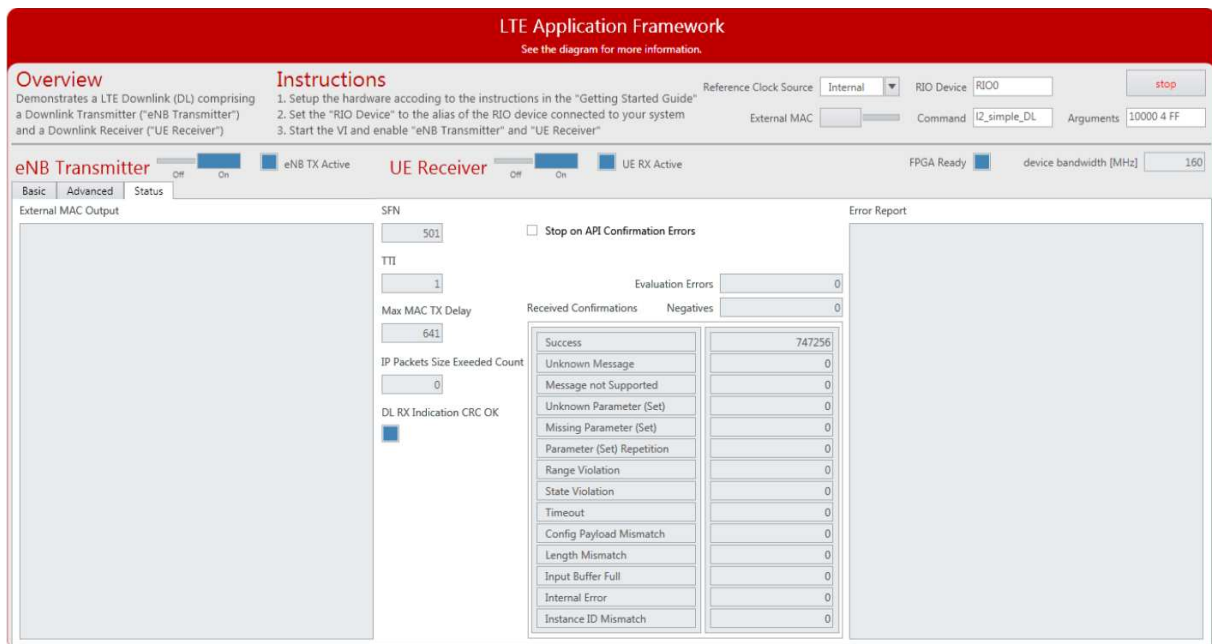 LTE Application Framework
See the diagram for more information.
Overview
Demonstrates a LTE Downlink (DL) comprising
a Downlink Transmitter ("eNB Transmitter")
and a Downlink Receiver ("UE Receiver")
Instructions
1. Setup the hardware accoding to the instructions in the "Getting Started Guide"
2. Set the "RIO Device" to the alias of the RIO device connected to your system
3. Start the VI and enable "eNB Transmitter" and "UE Receiver"
Reference Clock Source Internal RIO Device RIO0 stop
External MAC Command l2_simple_DL Arguments 10000 4 FF
eNB Transmitter Off On eNB TX Active UE Receiver Off On UE RX Active FPGA Ready device bandwidth [MHz] 160
Basic Advanced Status
External MAC Output
SFN
501
TTI
1
Max MAC TX Delay
641
IP Packets Size Exeeded Count
0
DL RX Indication CRC OK
Stop on API Confirmation Errors
Evaluation Errors 0
Received Confirmations Negatives 0
Success 747256
Unknown Message 0
Message not Supported 0
Unknown Parameter (Set) 0
Missing Parameter (Set) 0
Parameter (Set) Repetition 0
Range Violation 0
State Violation 0
Timeout 0
Config Payload Mismatch 0
Length Mismatch 0
Input Buffer Full 0
Internal Error 0
Instance ID Mismatch 0
Error Report